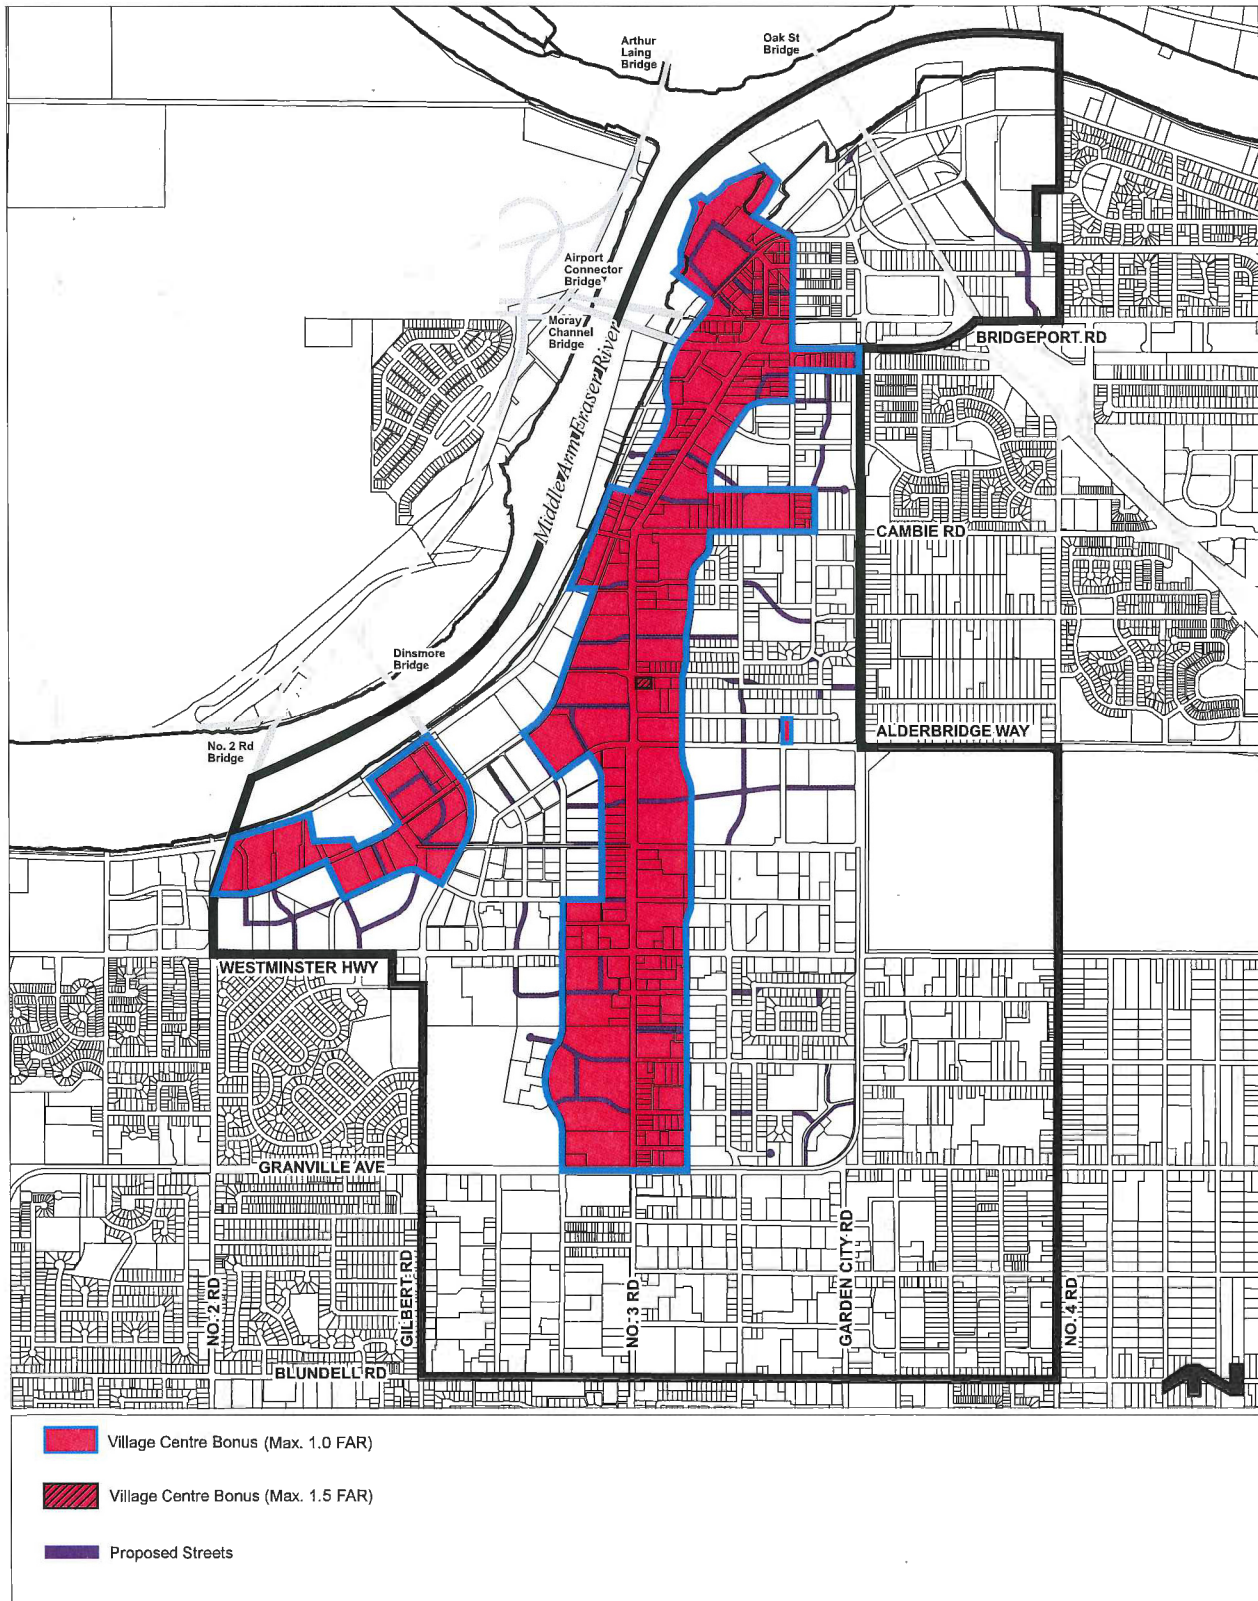 Arthur
Laing
Bridge
Oak St
Bridge
Airport
Connector
Bridge
Moray
Channel
Bridge
Middle Arm Fraser River
BRIDGEPORT RD
CAMBIE RD
Dinsmore
Bridge
No. 2 Rd
Bridge
ALDERBRIDGE WAY
WESTMINSTER HWY
GRANVILLE AVE
NO. 2 RD
GILBERT RD
NO. 3 RD
GARDEN CITY RD
NO. 4 RD
BLUNDELL RD
Village Centre Bonus (Max. 1.0 FAR)
Village Centre Bonus (Max. 1.5 FAR)
Proposed Streets